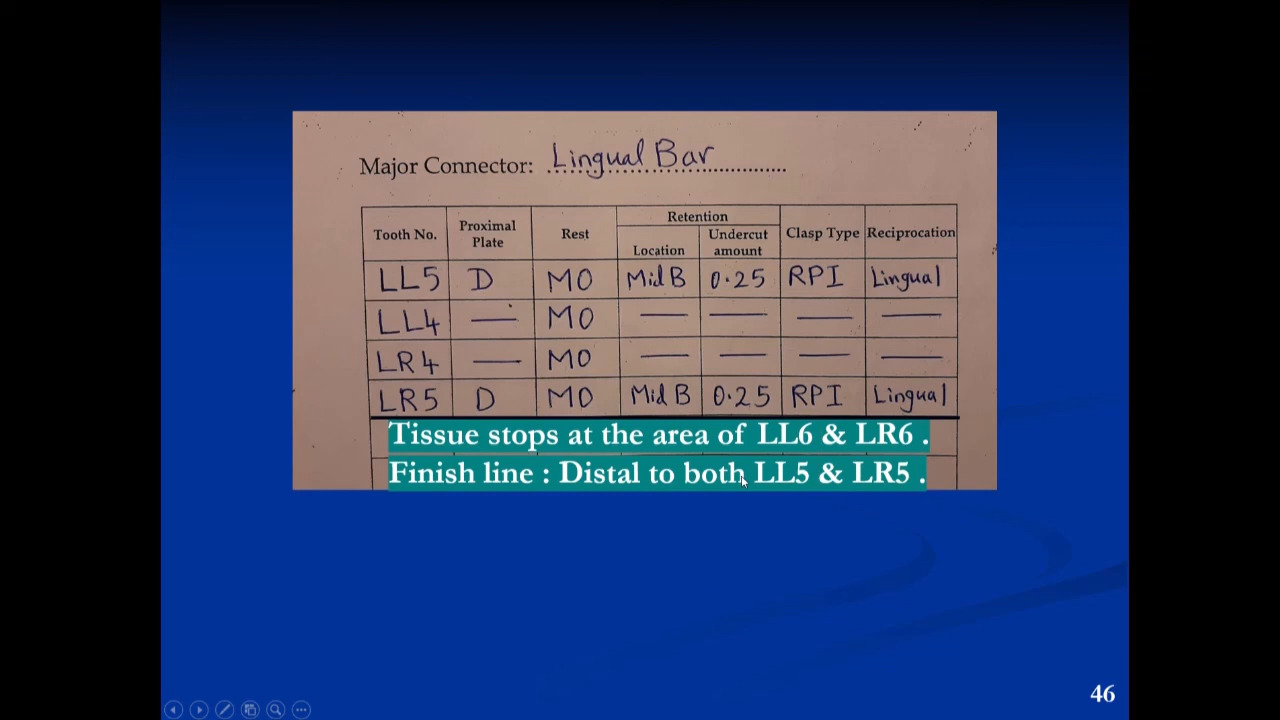 Major Connector: Lingual Bar
Tooth No. Proximal Plate Rest Retention Location Undercut amount Clasp Type Reciprocation
LL5 D MO Mid B 0.25 RPI Lingual
LL4 — MO — — — —
LR4 — MO — — — —
LR5 D MO Mid B 0.25 RPI Lingual
Tissue stops at the area of LL6 & LR6 .
Finish line : Distal to both LL5 & LR5 .
46